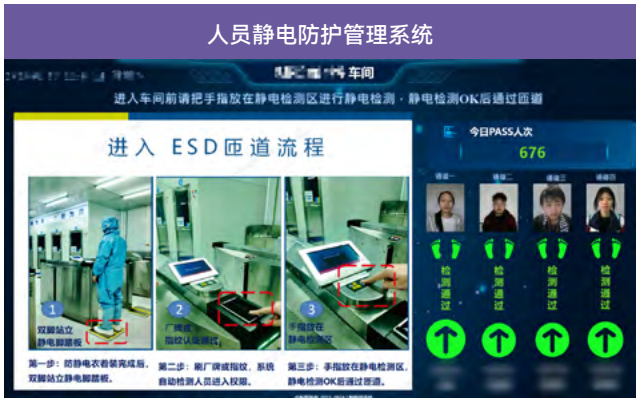 人员静电防护管理系统
车间
进入车间前请把手指放在静电检测区进行静电检测，静电检测OK后通过匝道
进入 ESD匝道流程
今日PASS人次
676
通道一 通道二 通道三 通道四
检测通过 检测通过 检测通过 检测通过
1
双脚站立
静电脚踏板
2
厂牌或
指纹认证通过
3
手指放在
静电检测区
第一步：防静电衣着装完成后，
双脚站立静电脚踏板。
第二步：刷厂牌或指纹，系统
自动检测人员进入权限。
第三步：手指放在静电检测区，
静电检测OK后通过匝道。